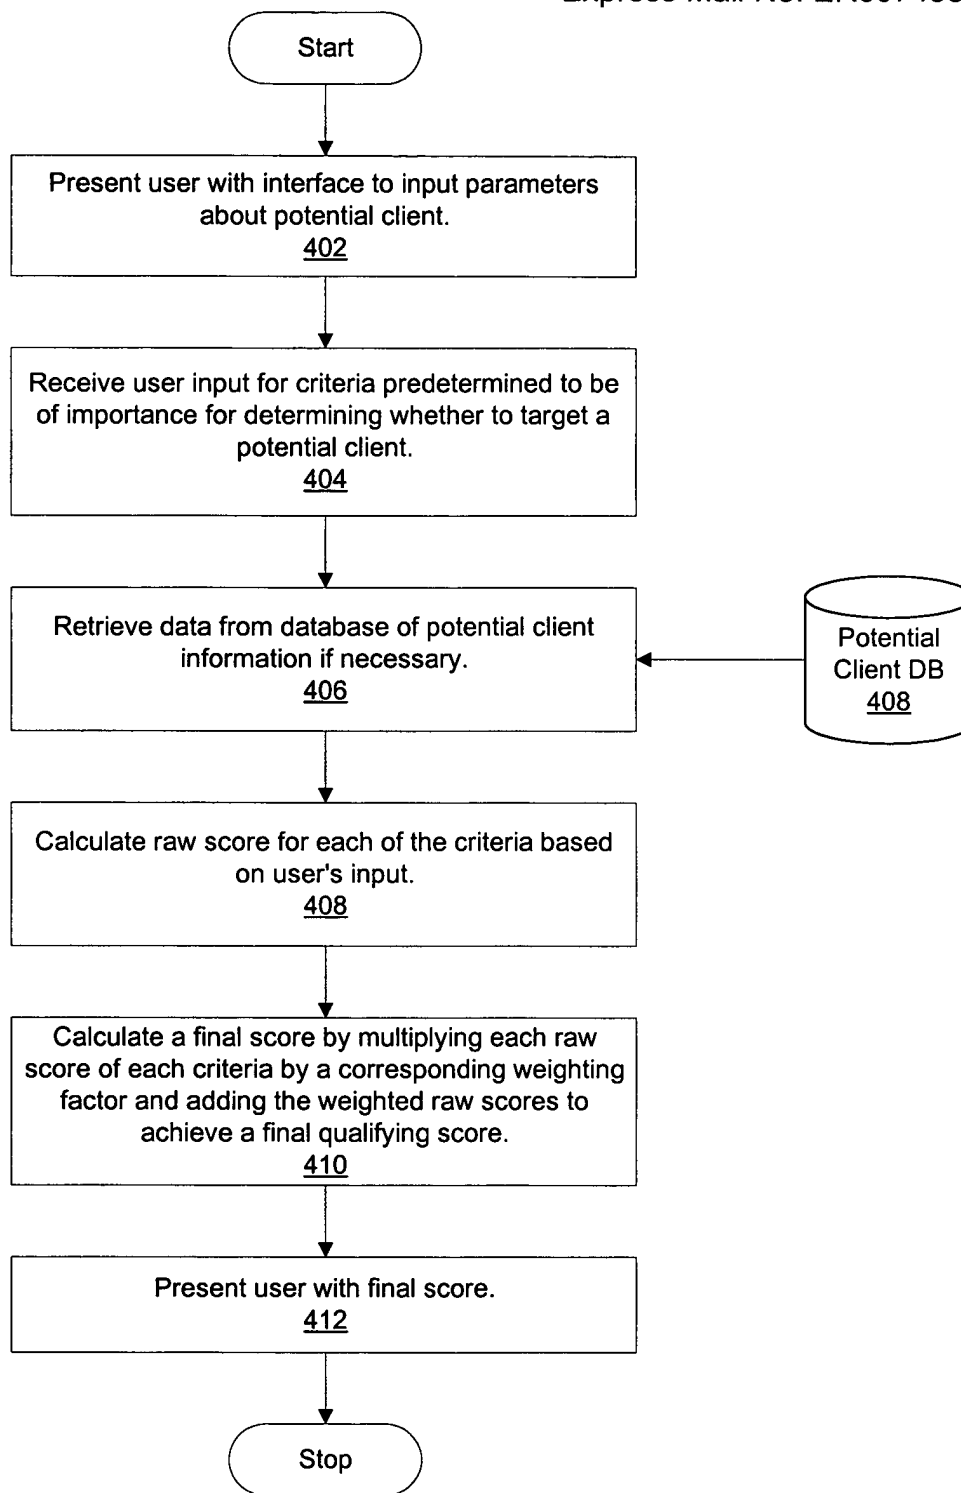 Start
Present user with interface to input parameters
about potential client.
402
Receive user input for criteria predetermined to be
of importance for determining whether to target a
potential client.
404
Retrieve data from database of potential client
information if necessary.
406
Potential
Client DB
408
Calculate raw score for each of the criteria based
on user's input.
408
Calculate a final score by multiplying each raw
score of each criteria by a corresponding weighting
factor and adding the weighted raw scores to
achieve a final qualifying score.
410
Present user with final score.
412
Stop